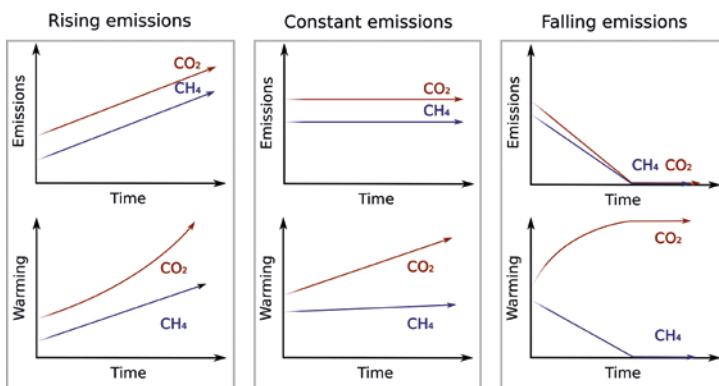 Rising emissions
Constant emissions
Falling emissions
Emissions
CO₂
CH₄
Time
Emissions
CO₂
CH₄
Time
Emissions
CH₄ CO₂
Time
Warming
CO₂
CH₄
Time
Warming
CO₂
CH₄
Time
Warming
CO₂
CH₄
Time